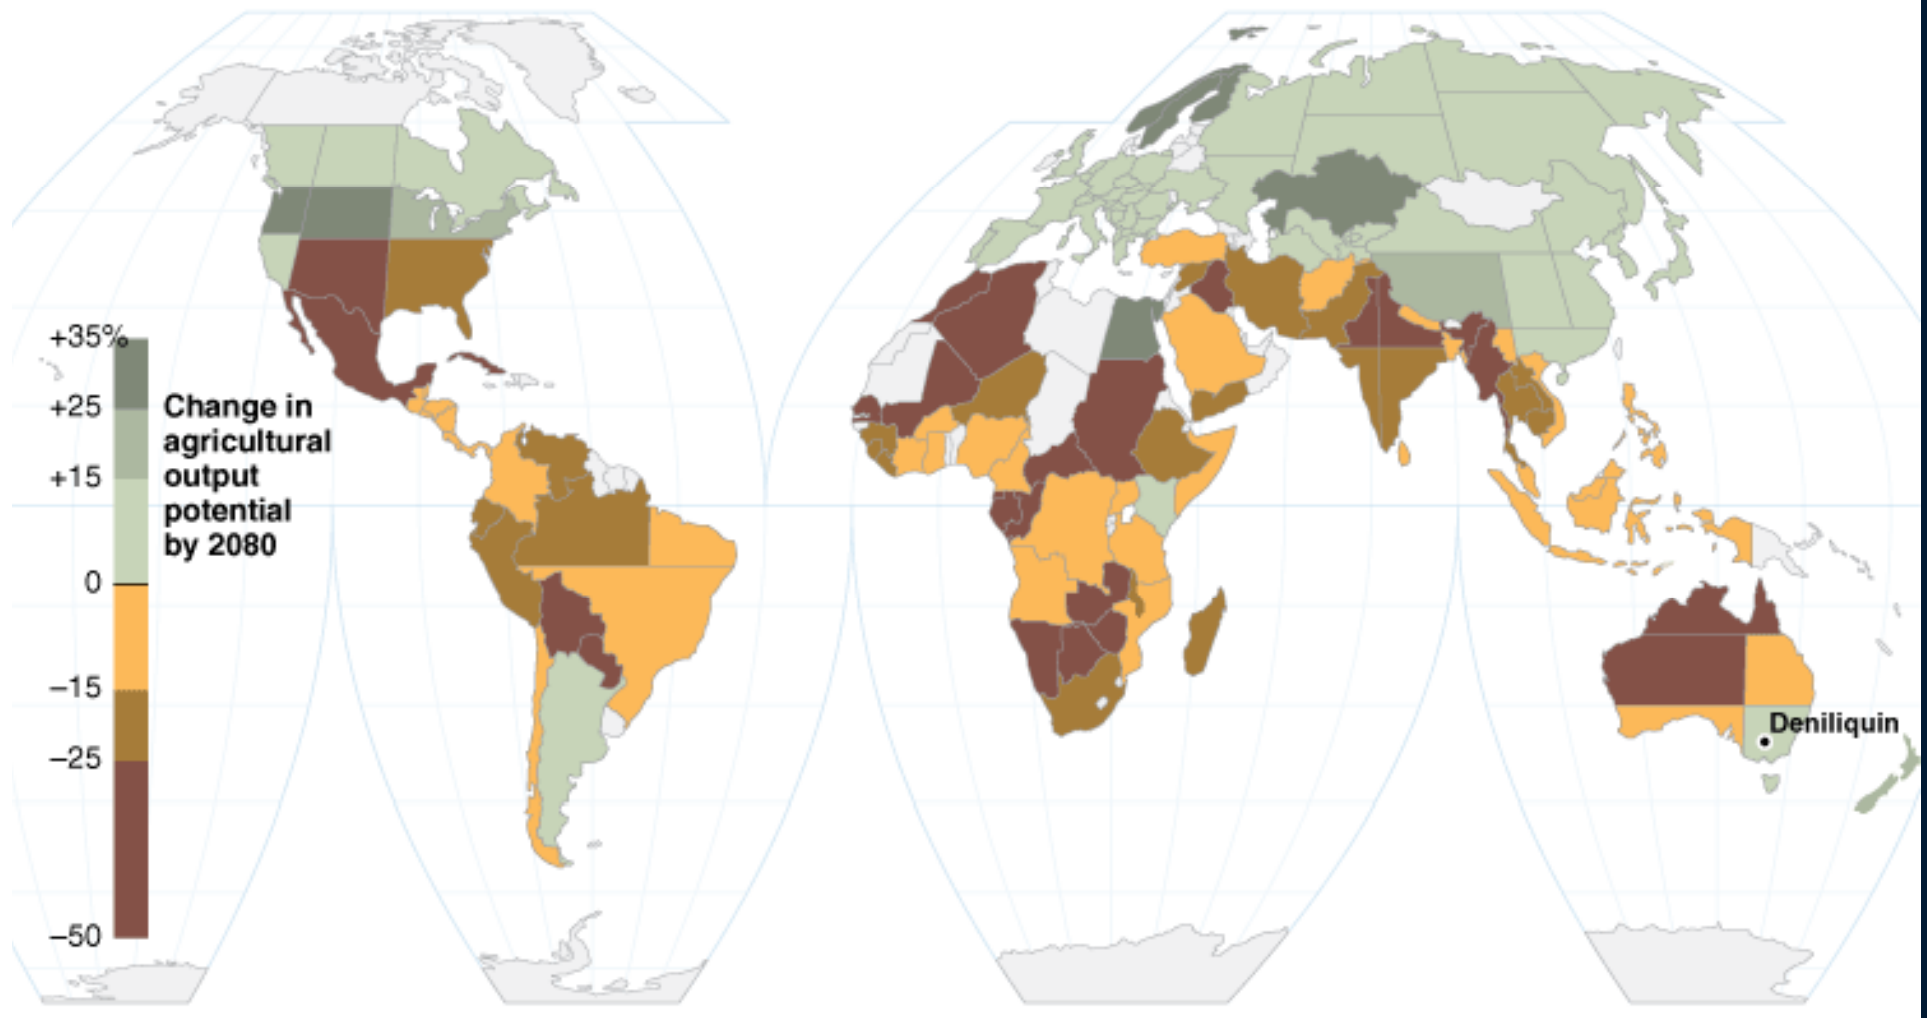 +35%
+25
+15
0
−15
−25
−50
Change in
agricultural
output
potential
by 2080
Deniliquin